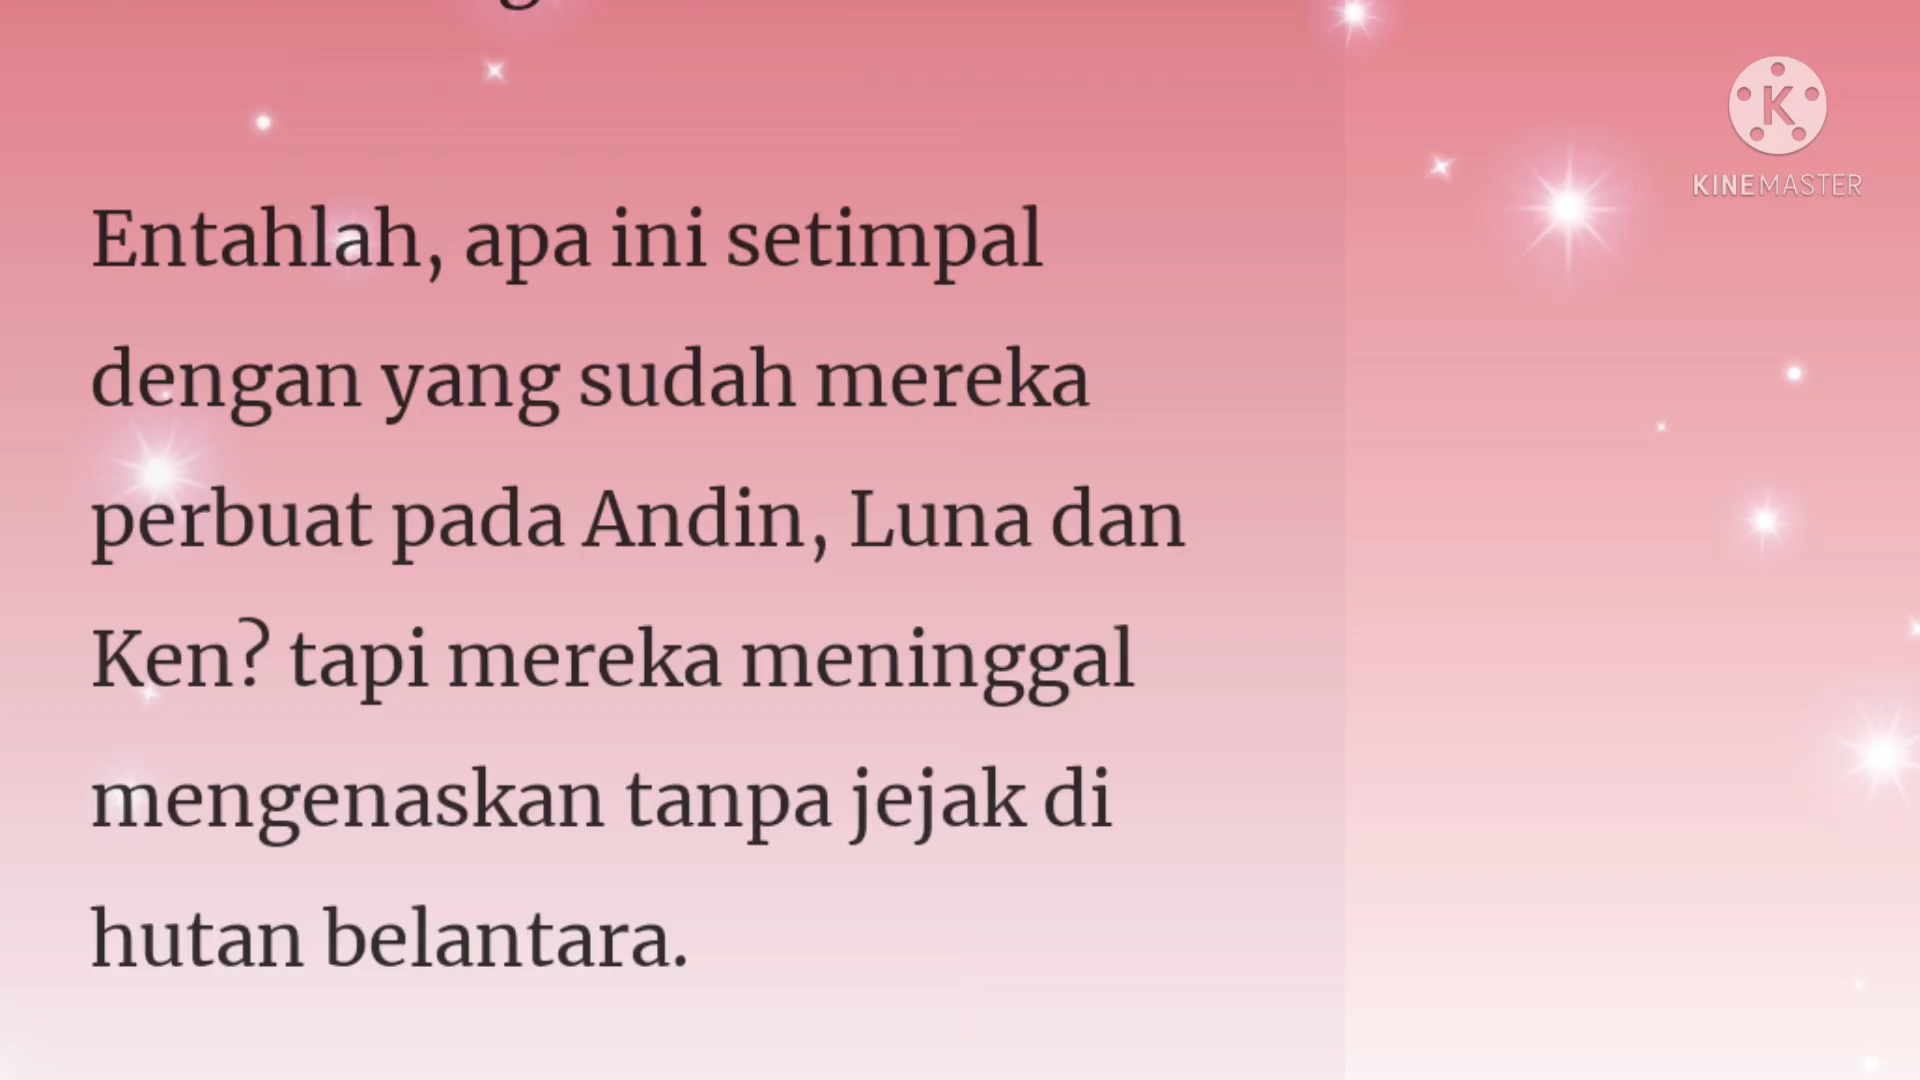 Entahlah, apa ini setimpal
dengan yang sudah mereka
perbuat pada Andin, Luna dan
Ken? tapi mereka meninggal
mengenaskan tanpa jejak di
hutan belantara.
K
KINEMASTER